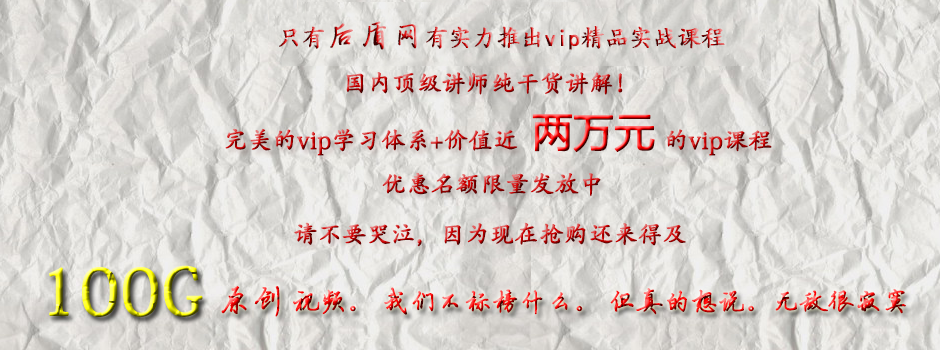 只有后盾网有实力推出vip精品实战课程
国内顶级讲师纯干货讲解！
完美的vip学习体系+价值近 两万元 的vip课程
优惠名额限量发放中
请不要哭泣，因为现在抢购还来得及
100G 原创视频。我们不标榜什么。但真的想说。无敌很寂寞